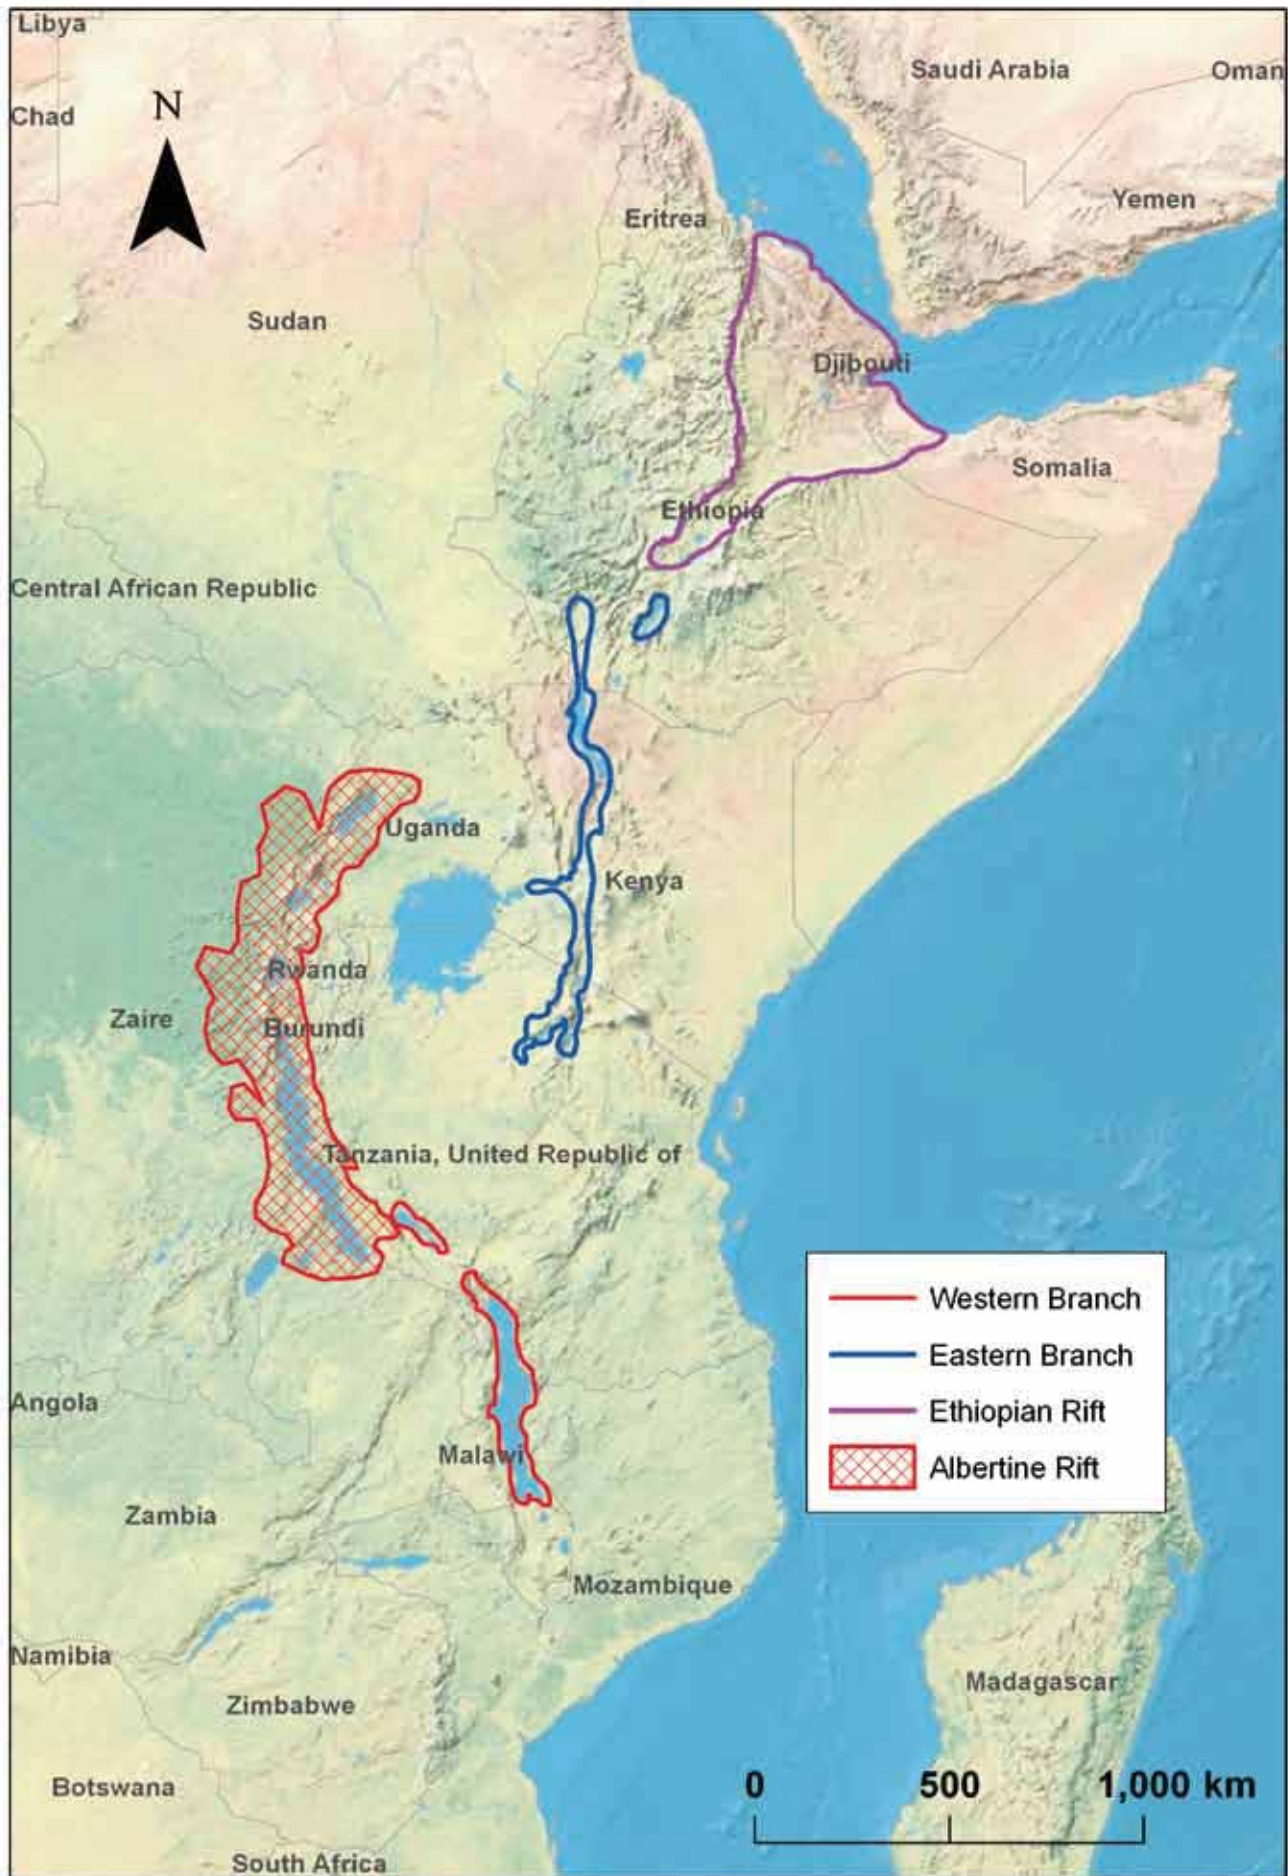 Libya
Saudi Arabia
Oman
N
Chad
Yemen
Eritrea
Sudan
Djibouti
Somalia
Ethiopia
Central African Republic
Uganda
Kenya
Rwanda
Zaire
Burundi
Tanzania, United Republic of
Western Branch
Eastern Branch
Angola
Ethiopian Rift
Malawi
Albertine Rift
Zambia
Mozambique
Namibia
Madagascar
Zimbabwe
Botswana
0 500 1,000 km
South Africa